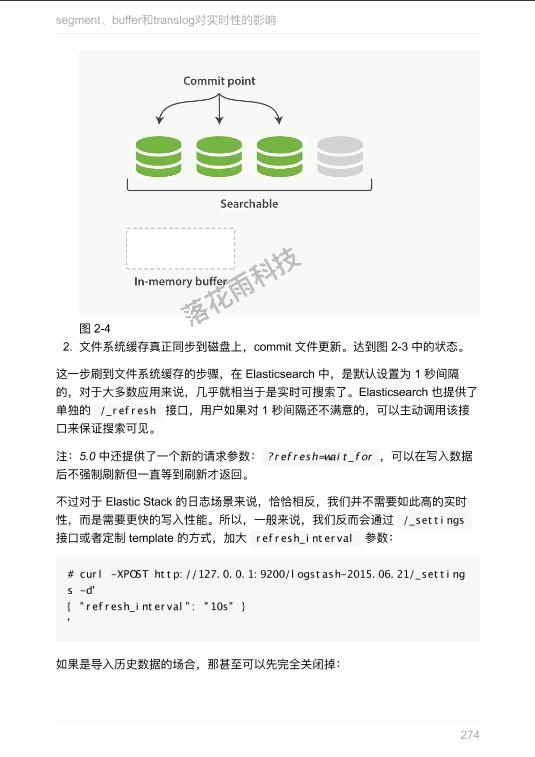 segment、buffer和translog对实时性的影响
Commit point
Searchable
In-memory buffer
落花雨科技
图 2-4
2. 文件系统缓存真正同步到磁盘上，commit 文件更新。达到图 2-3 中的状态。
这一步刷到文件系统缓存的步骤，在 Elasticsearch 中，是默认设置为 1 秒间隔
的，对于大多数应用来说，几乎就相当于是实时可搜索了。Elasticsearch 也提供了
单独的 /_refresh 接口，用户如果对 1 秒间隔还不满意的，可以主动调用该接
口来保证搜索可见。
注：5.0 中还提供了一个新的请求参数： ?refresh=wait_for ，可以在写入数据
后不强制刷新但一直等到刷新才返回。
不过对于 Elastic Stack 的日志场景来说，恰恰相反，我们并不需要如此高的实时
性，而是需要更快的写入性能。所以，一般来说，我们反而会通过 /_settings
接口或者定制 template 的方式，加大 refresh_interval 参数：
# curl -XPOST http://127.0.0.1:9200/logstash-2015.06.21/_setting
s -d'
{ "refresh_interval": "10s" }
'
如果是导入历史数据的场合，那甚至可以先完全关闭掉：
274